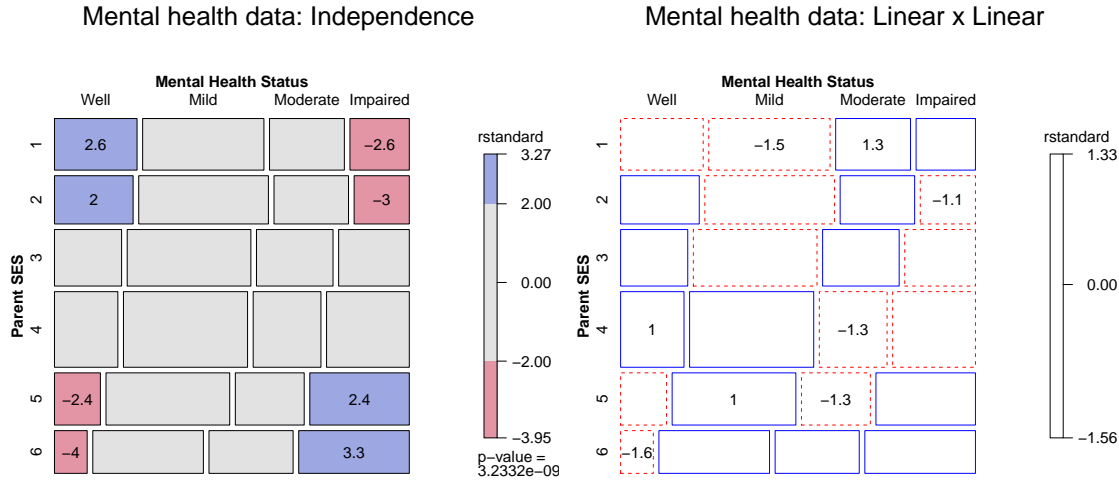 Mental health data: Independence
Mental Health Status
Well Mild Moderate Impaired
Parent SES
1 2.6 −2.6
2 2 −3
3
4
5 −2.4 2.4
6 −4 3.3
rstandard
3.27
2.00
0.00
−2.00
−3.95
p−value =
3.2332e−09
Mental health data: Linear x Linear
Mental Health Status
Well Mild Moderate Impaired
Parent SES
1 −1.5 1.3
2 −1.1
3
4 1 −1.3
5 1 −1.3
6 −1.6
rstandard
1.33
0.00
−1.56